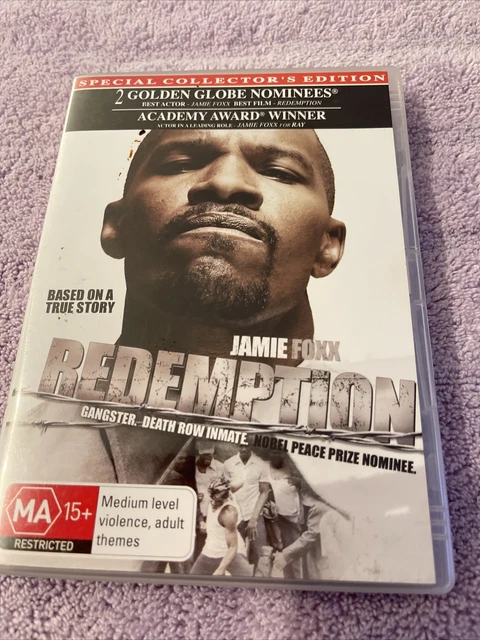 SPECIAL COLLECTOR'S EDITION
2 GOLDEN GLOBE NOMINEES®
BEST ACTOR - JAMIE FOXX BEST FILM - REDEMPTION
ACADEMY AWARD® WINNER
ACTOR IN A LEADING ROLE - JAMIE FOXX FOR RAY
BASED ON A
TRUE STORY
JAMIE FOXX
REDEMPTION
GANGSTER. DEATH ROW INMATE. NOBEL PEACE PRIZE NOMINEE.
MA 15+
RESTRICTED
Medium level
violence, adult
themes